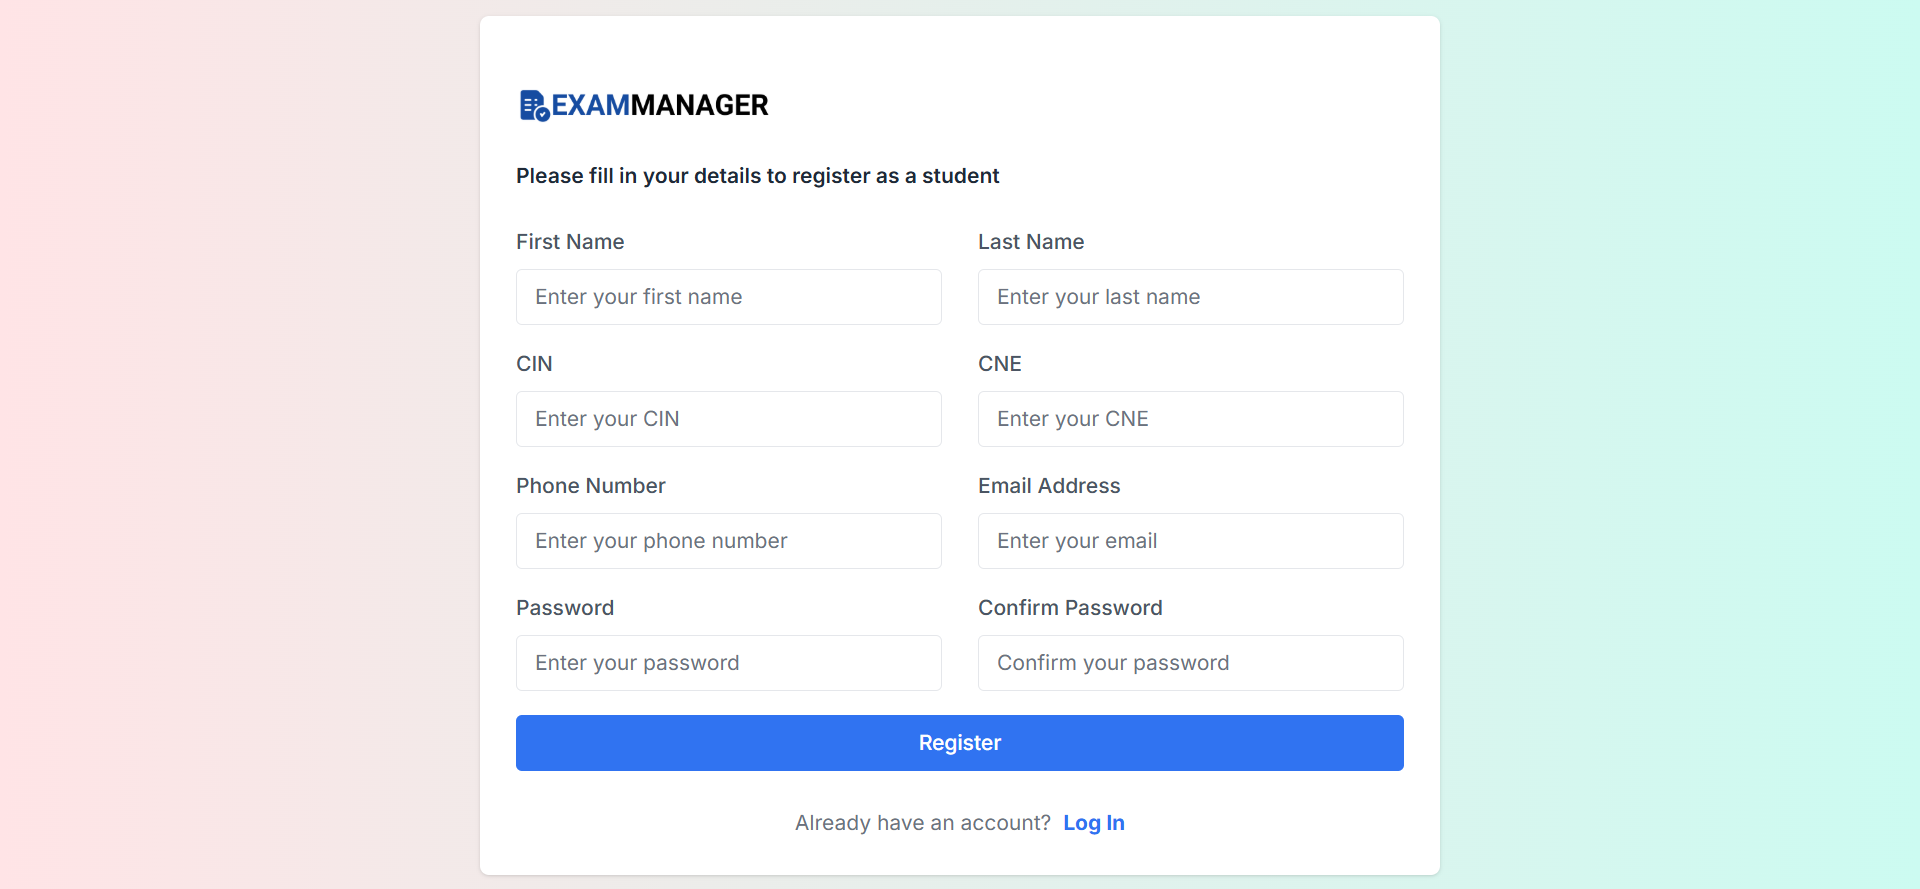 EXAMMANAGER
Please fill in your details to register as a student
First Name
Last Name
Enter your first name
Enter your last name
CIN
CNE
Enter your CIN
Enter your CNE
Phone Number
Email Address
Enter your phone number
Enter your email
Password
Confirm Password
Enter your password
Confirm your password
Register
Already have an account? Log In